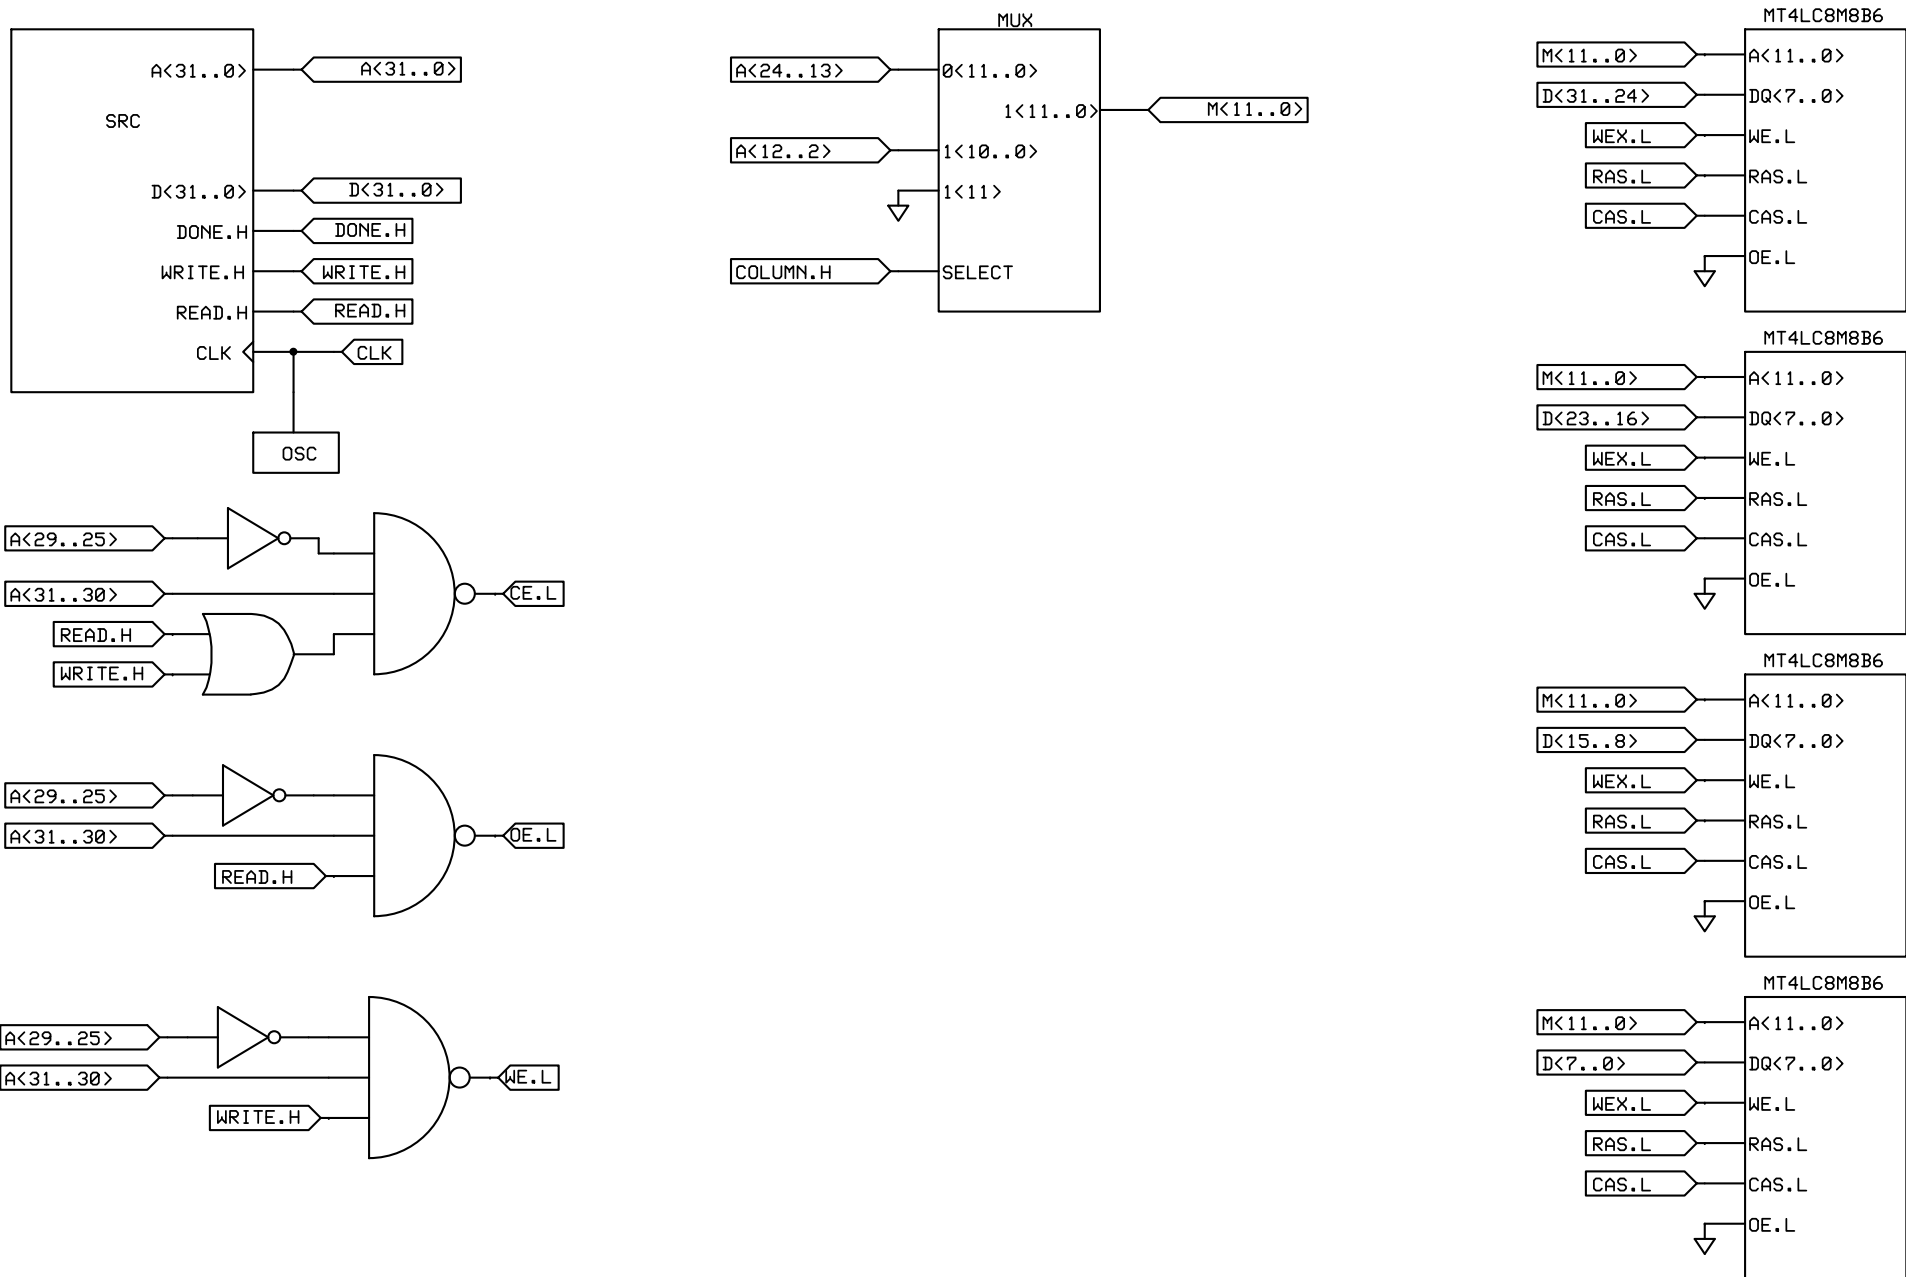 A<31..0>
A<31..0>
SRC
D<31..0>
D<31..0>
DONE.H
DONE.H
WRITE.H
WRITE.H
READ.H
READ.H
CLK
CLK
OSC
A<29..25>
A<31..30>
READ.H
WRITE.H
CE.L
A<29..25>
A<31..30>
READ.H
OE.L
A<29..25>
A<31..30>
WRITE.H
WE.L
MUX
A<24..13>
0<11..0>
1<11..0>
M<11..0>
A<12..2>
1<10..0>
1<11>
COLUMN.H
SELECT
MT4LC8M8B6
M<11..0>
A<11..0>
D<31..24>
DQ<7..0>
WEX.L
WE.L
RAS.L
RAS.L
CAS.L
CAS.L
OE.L
MT4LC8M8B6
M<11..0>
A<11..0>
D<23..16>
DQ<7..0>
WEX.L
WE.L
RAS.L
RAS.L
CAS.L
CAS.L
OE.L
MT4LC8M8B6
M<11..0>
A<11..0>
D<15..8>
DQ<7..0>
WEX.L
WE.L
RAS.L
RAS.L
CAS.L
CAS.L
OE.L
MT4LC8M8B6
M<11..0>
A<11..0>
D<7..0>
DQ<7..0>
WEX.L
WE.L
RAS.L
RAS.L
CAS.L
CAS.L
OE.L